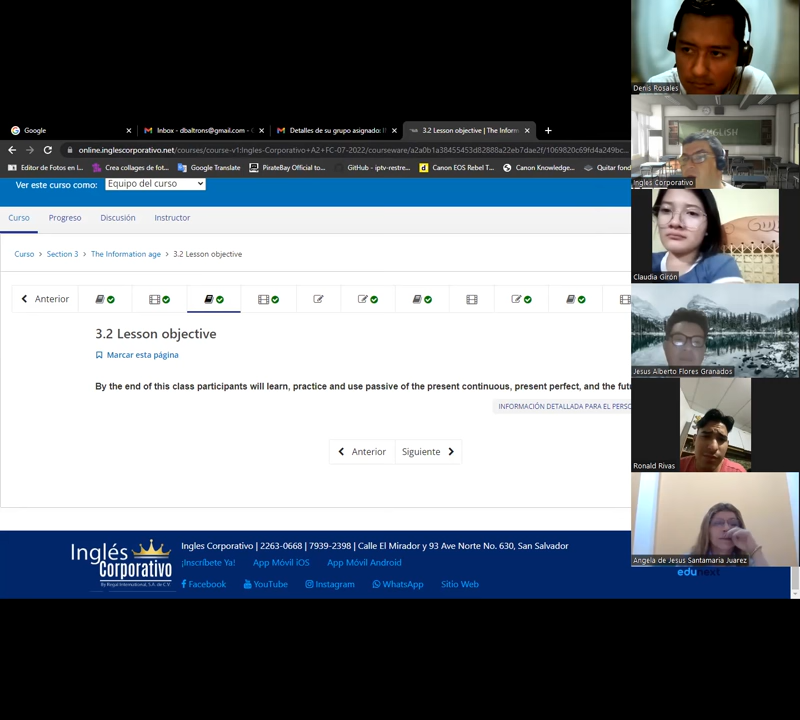 Google
Inbox - dbaltrons@gmail.com - G
Detalles de su grupo asignado: I
3.2 Lesson objective | The Inform
online.inglescorporativo.net/courses/course-v1:Ingles-Corporativo+A2+FC-07-2022/courseware/a2a0b1a38455453d82888a22eb7dae2f/1069820c69fd4a249bc...
Editor de Fotos en l...
Crea collages de fot...
Google Translate
PirateBay Official to...
GitHub - iptv-restre...
Canon EOS Rebel T...
Canon Knowledge...
Quitar fond
Ver este curso como:
Equipo del curso
Curso
Progreso
Discusión
Instructor
Curso > Section 3 > The Information age > 3.2 Lesson objective
Anterior
3.2 Lesson objective
Marcar esta página
By the end of this class participants will learn, practice and use passive of the present continuous, present perfect, and the futu
INFORMACIÓN DETALLADA PARA EL PERSO
Anterior
Siguiente
Inglés
Corporativo
By Regal International, S.A. de C.V.
Ingles Corporativo | 2263-0668 | 7939-2398 | Calle El Mirador y 93 Ave Norte No. 630, San Salvador
¡Inscríbete Ya!
App Móvil iOS
App Móvil Android
Facebook
YouTube
Instagram
WhatsApp
Sitio Web
edunext
Denis Rosales
ENGLISH
Ingles Corporativo
Claudia Girón
Jesus Alberto Flores Granados
Ronald Rivas
Angela de Jesus Santamaria Juarez